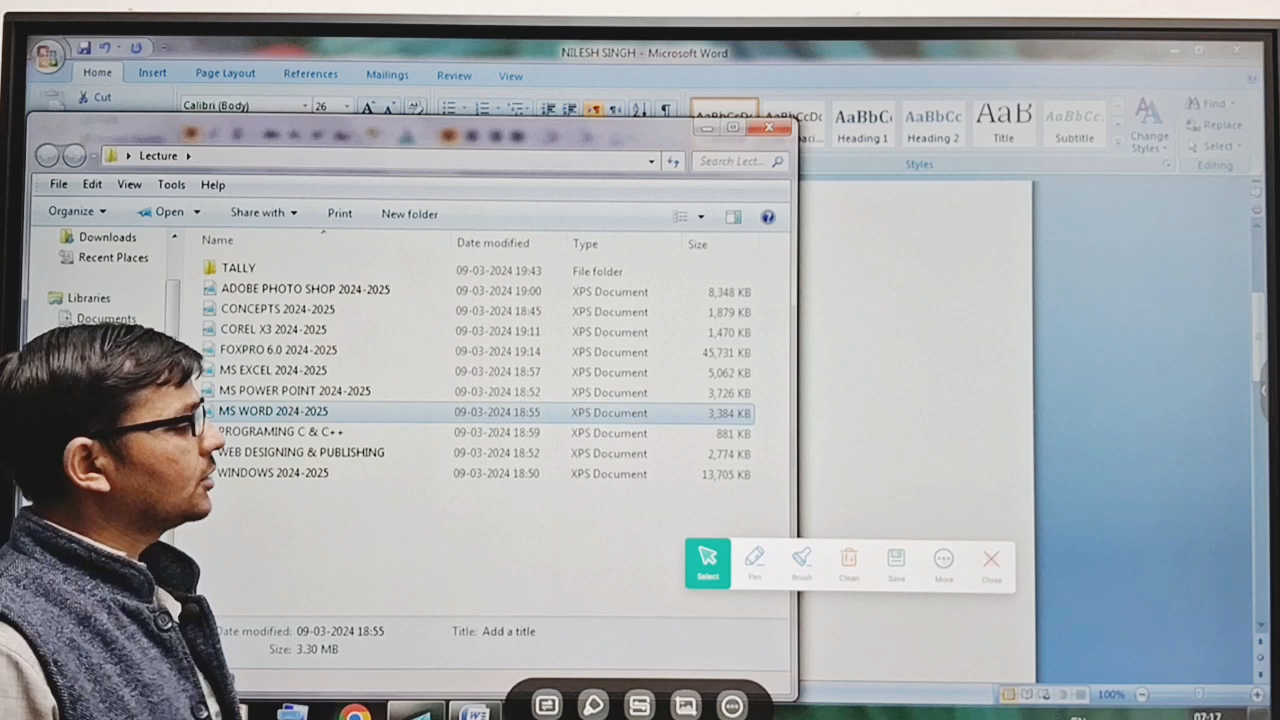 NILESH SINGH - Microsoft Word
Home Insert Page Layout References Mailings Review View
Cut
Calibri (Body) 26
AaBbC AaBbC AaB AaBbC
Heading 1 Heading 2 Title Subtitle
Change Styles
Find
Replace
Select
Styles
Editing
Lecture
Search Lect...
File Edit View Tools Help
Organize Open Share with Print New folder
Downloads
Recent Places
Libraries
Documents
Name Date modified Type Size
TALLY 09-03-2024 19:43 File folder
ADOBE PHOTO SHOP 2024-2025 09-03-2024 19:00 XPS Document 8,348 KB
CONCEPTS 2024-2025 09-03-2024 18:45 XPS Document 1,879 KB
COREL X3 2024-2025 09-03-2024 19:11 XPS Document 1,470 KB
FOXPRO 6.0 2024-2025 09-03-2024 19:14 XPS Document 45,731 KB
MS EXCEL 2024-2025 09-03-2024 18:57 XPS Document 5,062 KB
MS POWER POINT 2024-2025 09-03-2024 18:52 XPS Document 3,726 KB
MS WORD 2024-2025 09-03-2024 18:55 XPS Document 3,384 KB
PROGRAMING C & C++ 09-03-2024 18:59 XPS Document 881 KB
WEB DESIGNING & PUBLISHING 09-03-2024 18:52 XPS Document 2,774 KB
WINDOWS 2024-2025 09-03-2024 18:50 XPS Document 13,705 KB
Select Pen Brush Clean Save More Close
Date modified: 09-03-2024 18:55 Title: Add a title
Size: 3.30 MB
100%
07:17